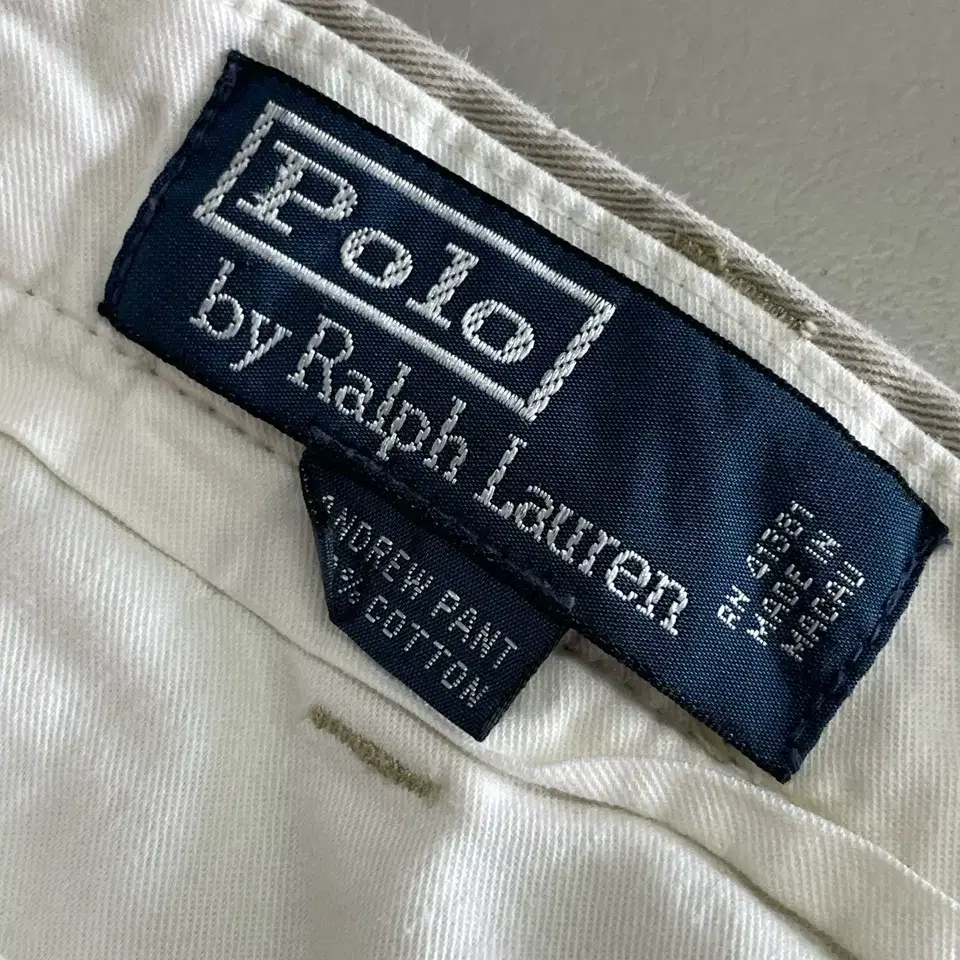 Polo
by Ralph Lauren
RN 41381
MADE IN
MACAU
ANDREW PANT
% COTTON